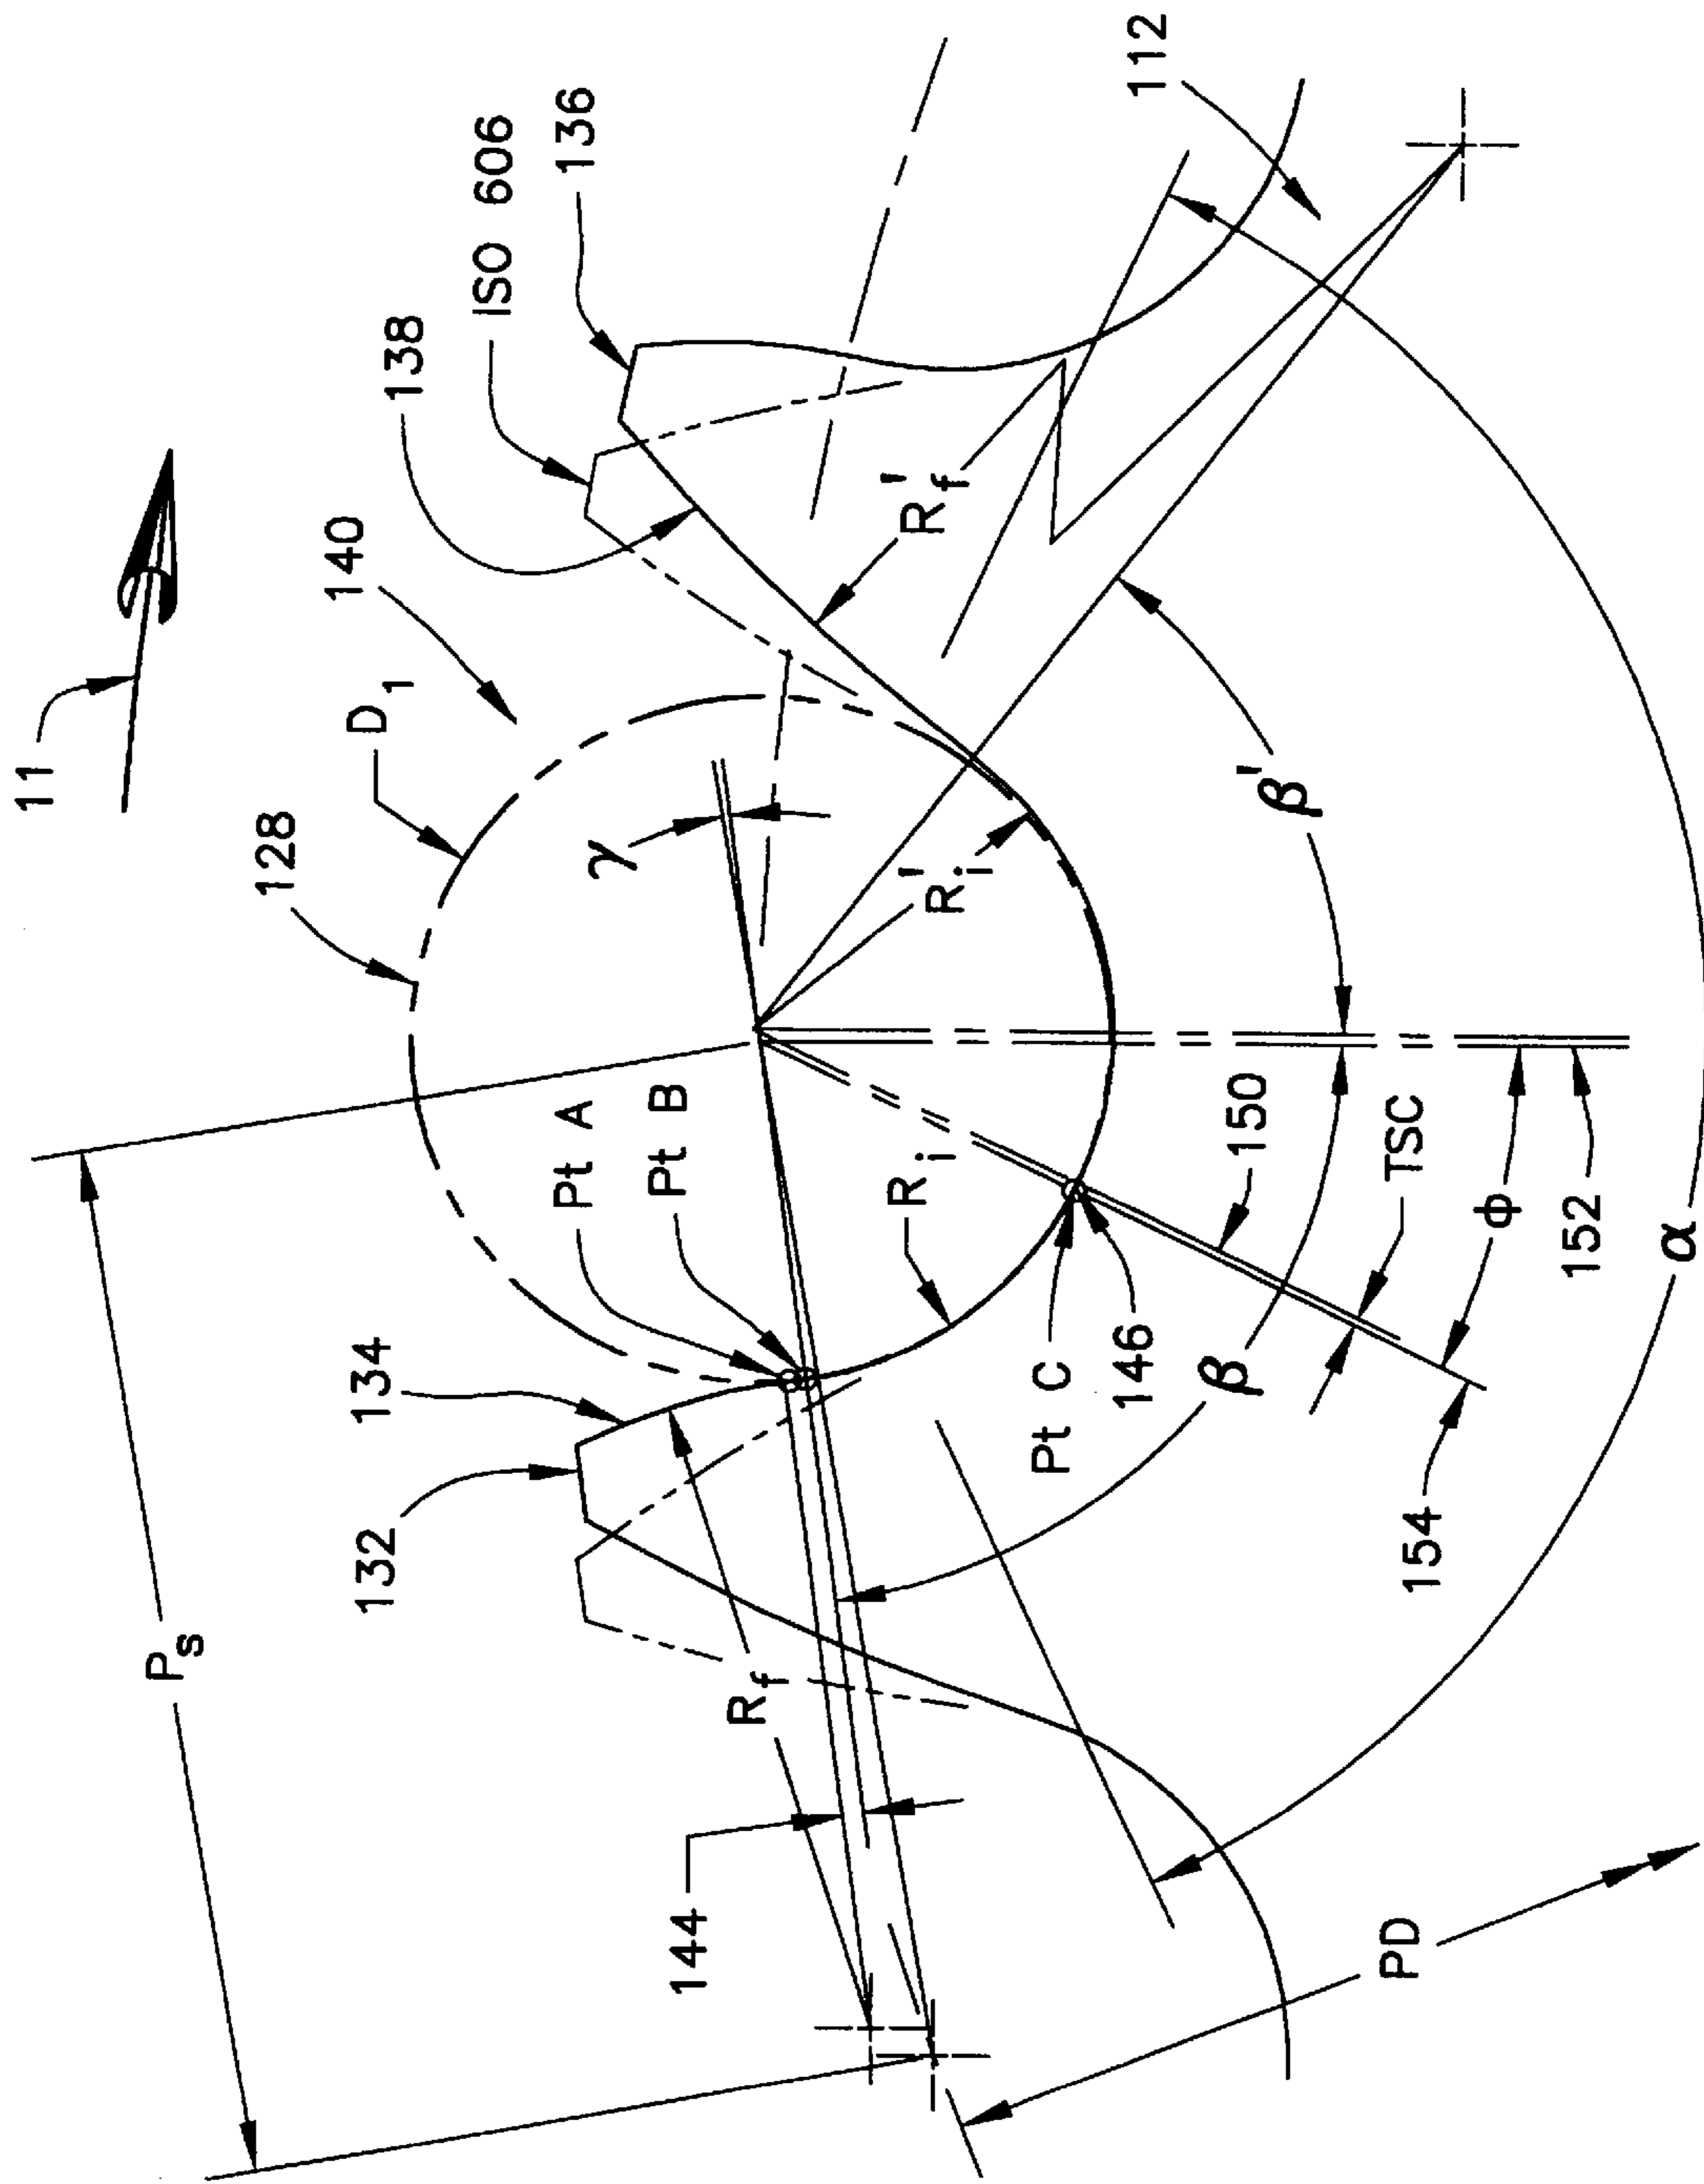 11
128
D1
140
138
ISO 606
136
112
134
Pt A
Pt B
γ
R'f
Ps
132
Ri
R'i
Rf
Pt C
146
β
150
TSC
β'
144
154
ϕ
152
α
PD